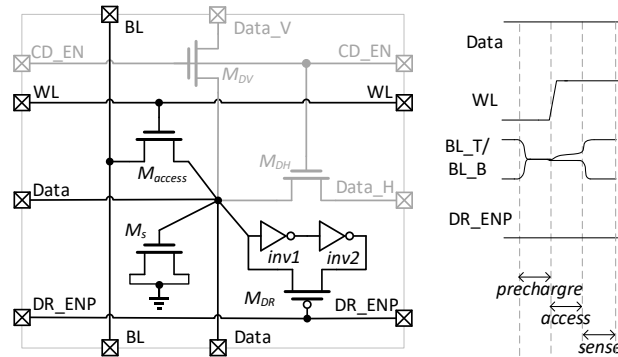 BL
Data_V
CD_EN
CD_EN
M_DV
WL
WL
M_access
M_DH
Data
Data_H
M_s
inv1
inv2
M_DR
DR_ENP
DR_ENP
BL
Data
Data
WL
BL_T/
BL_B
DR_ENP
prechargre
access
sense